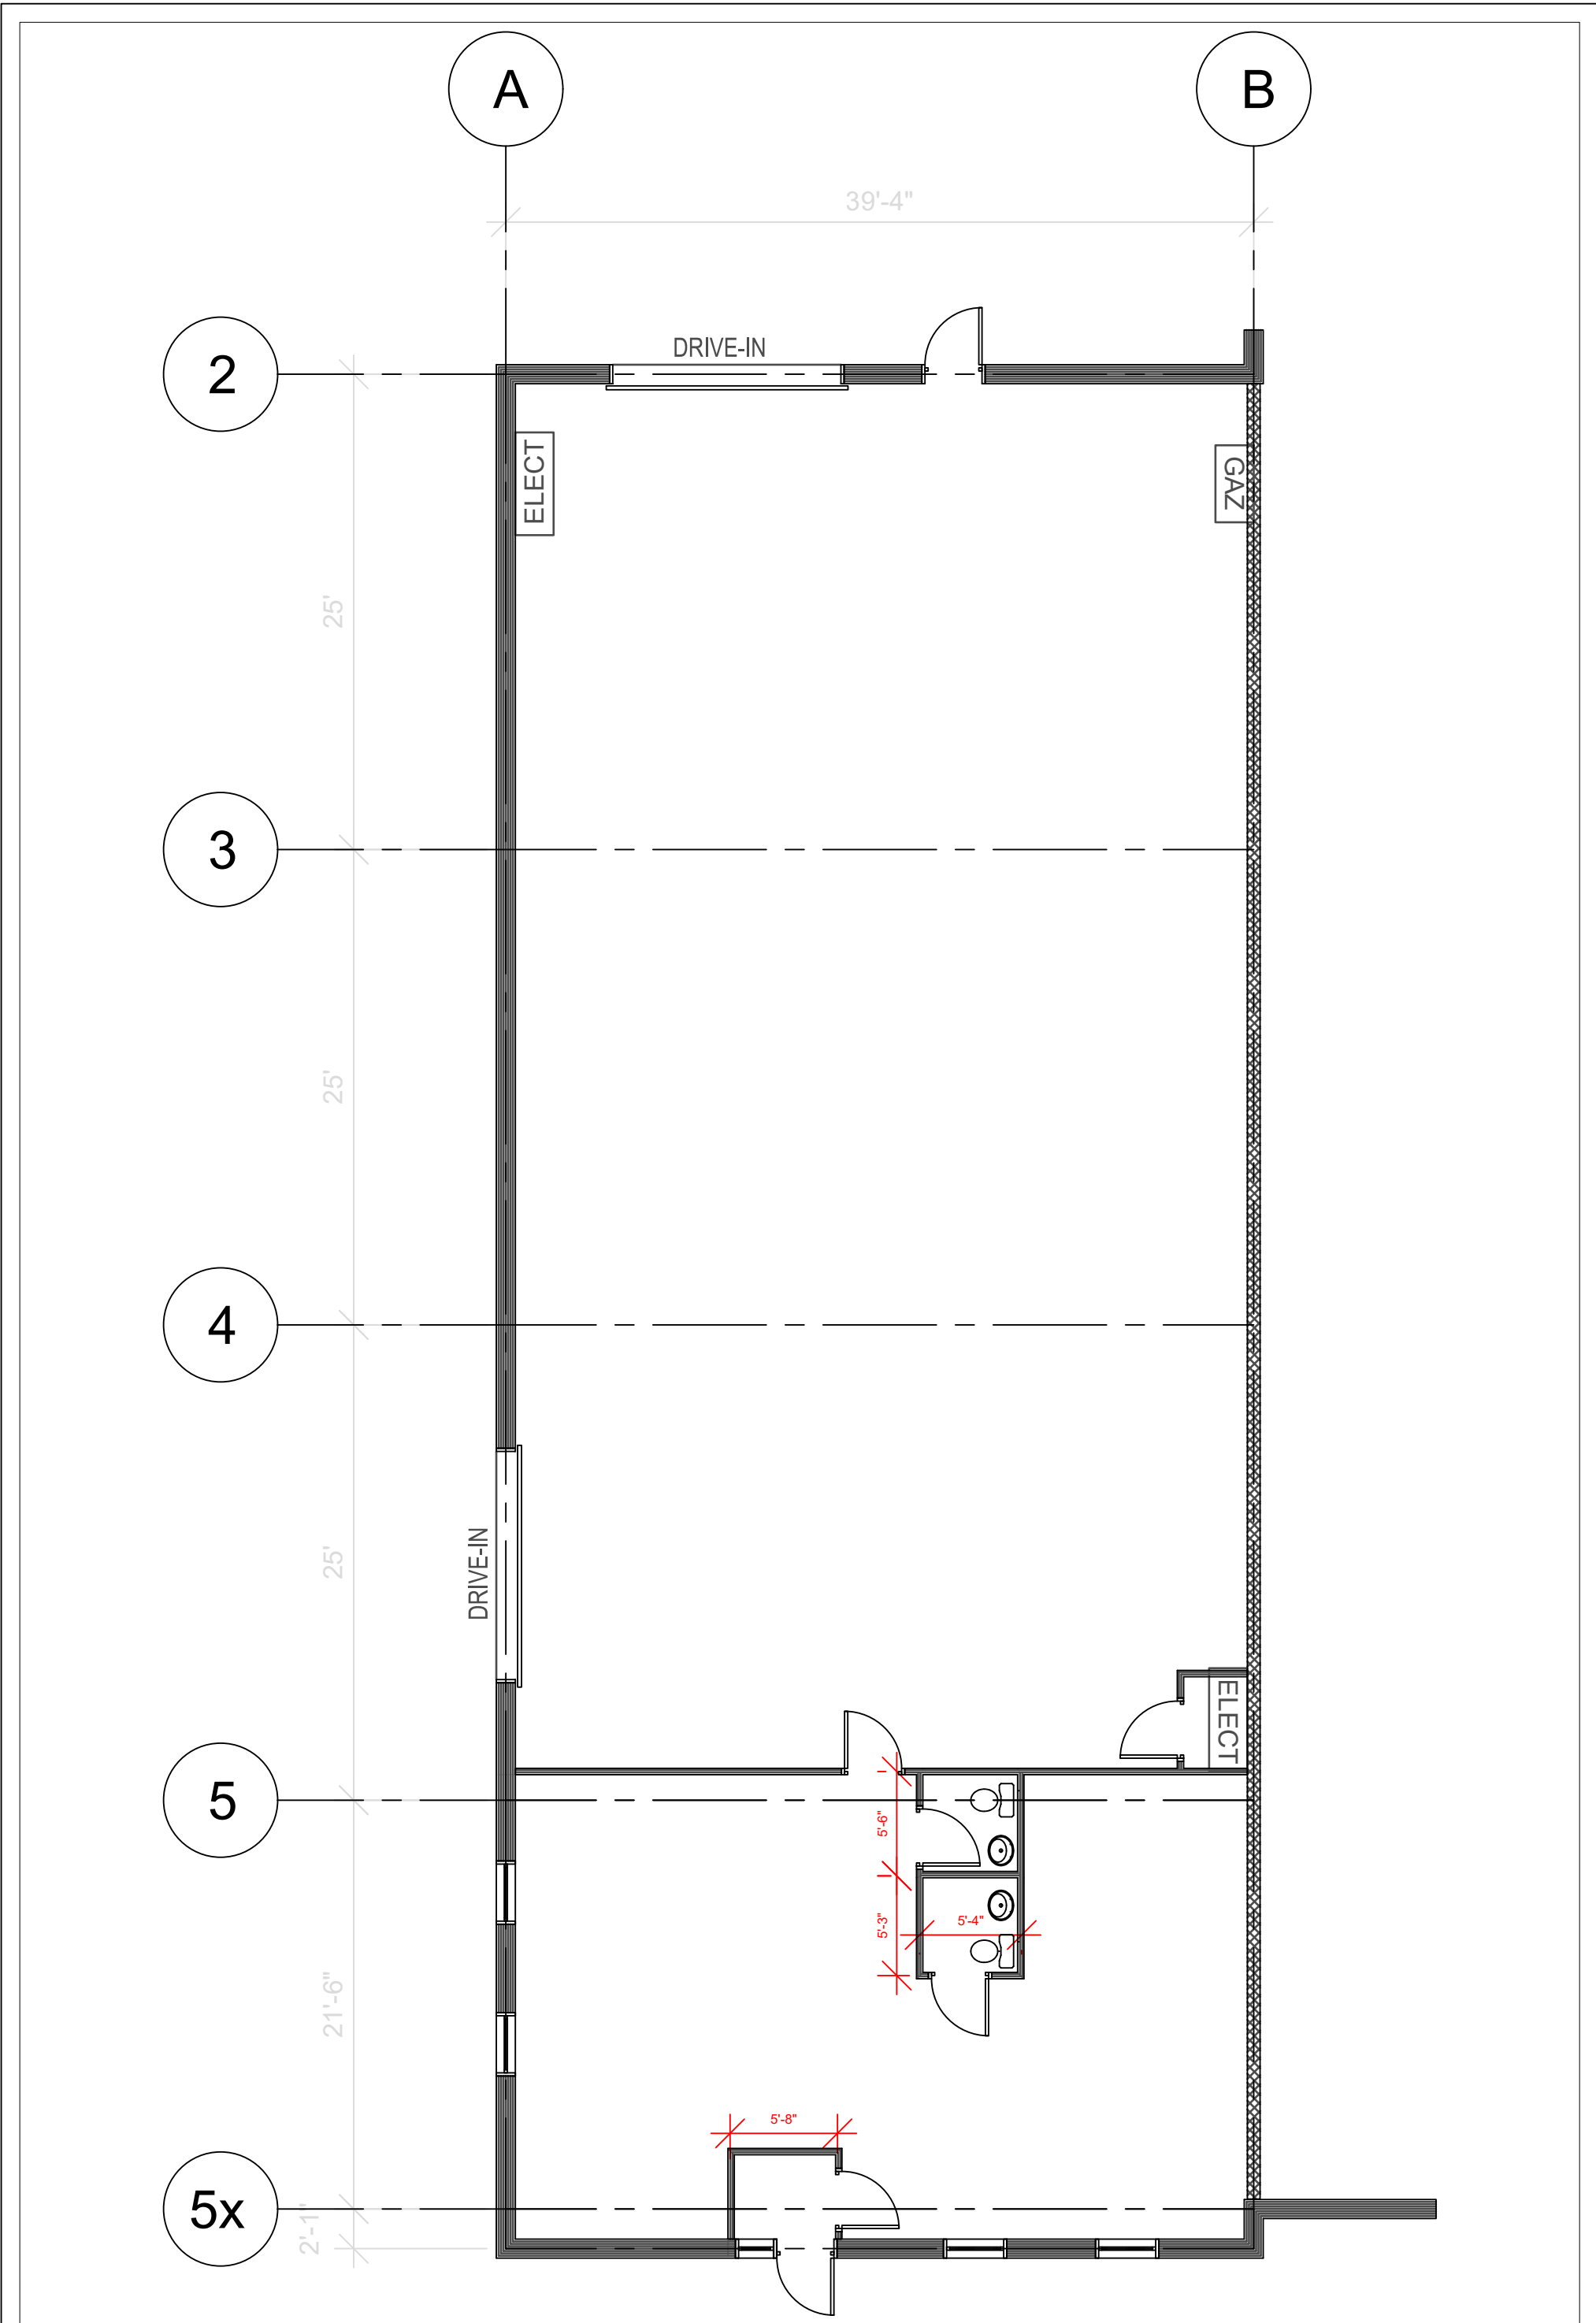 A
B
39'-4"
2
DRIVE-IN
ELECT
GAZ
25'
3
25'
4
25'
DRIVE-IN
ELECT
5
5'-6"
5'-3"
5'-4"
21'-6"
5'-8"
5x
2'-1"